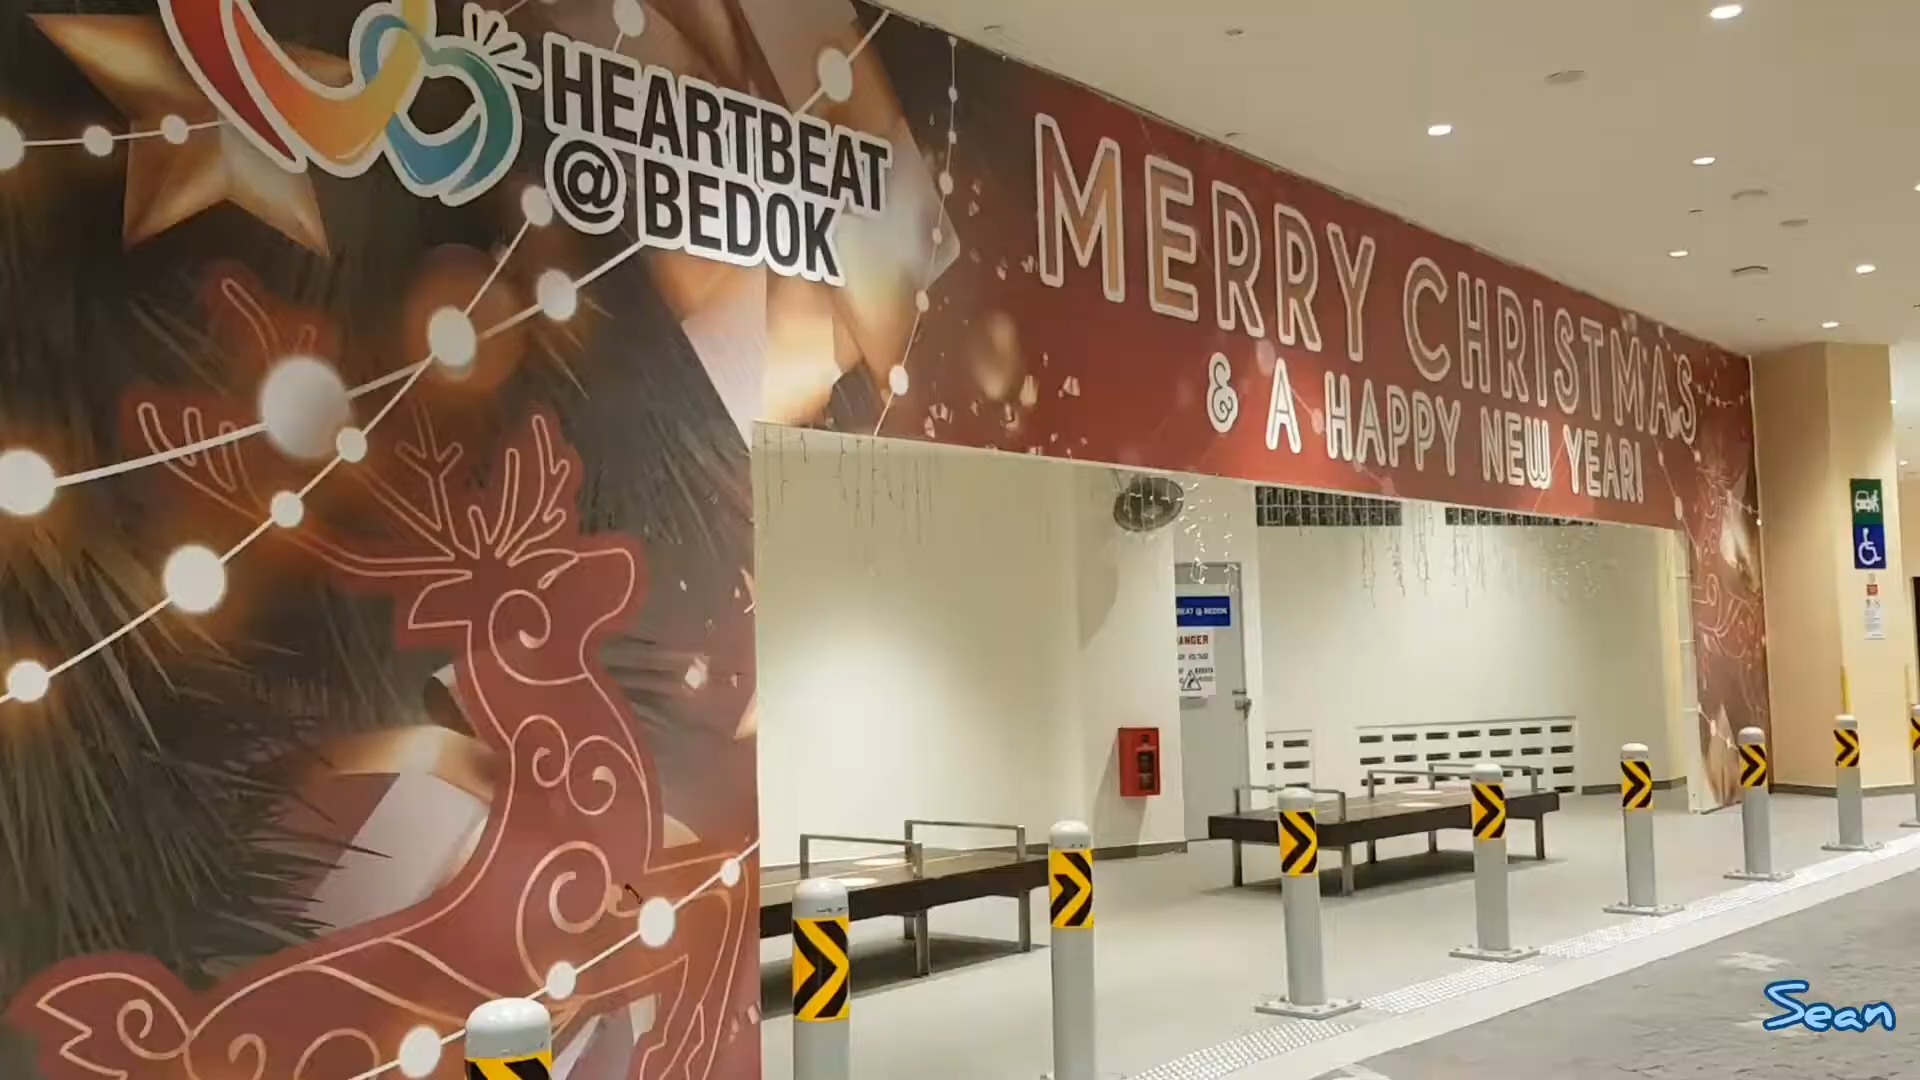 HEARTBEAT
@ BEDOK
MERRY CHRISTMAS
& A HAPPY NEW YEAR!
BEAT @ BEDOK
ANGER
Sean